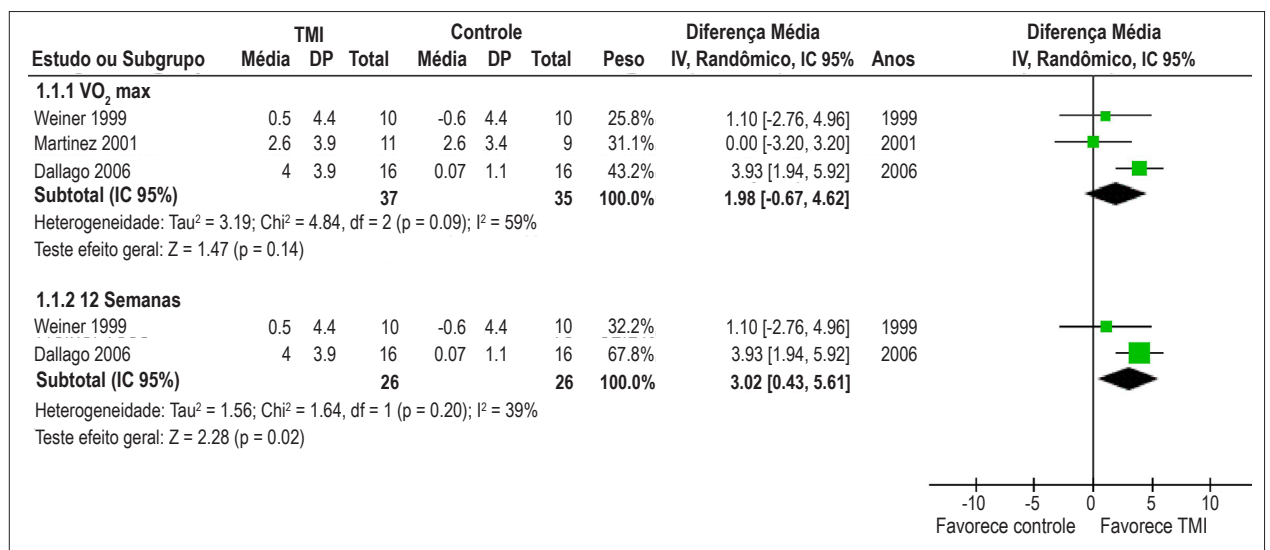 TMI Controle Diferença Média Diferença Média
Estudo ou Subgrupo Média DP Total Média DP Total Peso IV, Randômico, IC 95% Anos IV, Randômico, IC 95%
1.1.1 VO₂ max
Weiner 1999 0.5 4.4 10 -0.6 4.4 10 25.8% 1.10 [-2.76, 4.96] 1999
Martinez 2001 2.6 3.9 11 2.6 3.4 9 31.1% 0.00 [-3.20, 3.20] 2001
Dallago 2006 4 3.9 16 0.07 1.1 16 43.2% 3.93 [1.94, 5.92] 2006
Subtotal (IC 95%) 37 35 100.0% 1.98 [-0.67, 4.62]
Heterogeneidade: Tau² = 3.19; Chi² = 4.84, df = 2 (p = 0.09); I² = 59%
Teste efeito geral: Z = 1.47 (p = 0.14)
1.1.2 12 Semanas
Weiner 1999 0.5 4.4 10 -0.6 4.4 10 32.2% 1.10 [-2.76, 4.96] 1999
Dallago 2006 4 3.9 16 0.07 1.1 16 67.8% 3.93 [1.94, 5.92] 2006
Subtotal (IC 95%) 26 26 100.0% 3.02 [0.43, 5.61]
Heterogeneidade: Tau² = 1.56; Chi² = 1.64, df = 1 (p = 0.20); I² = 39%
Teste efeito geral: Z = 2.28 (p = 0.02)
-10 -5 0 5 10
Favorece controle Favorece TMI